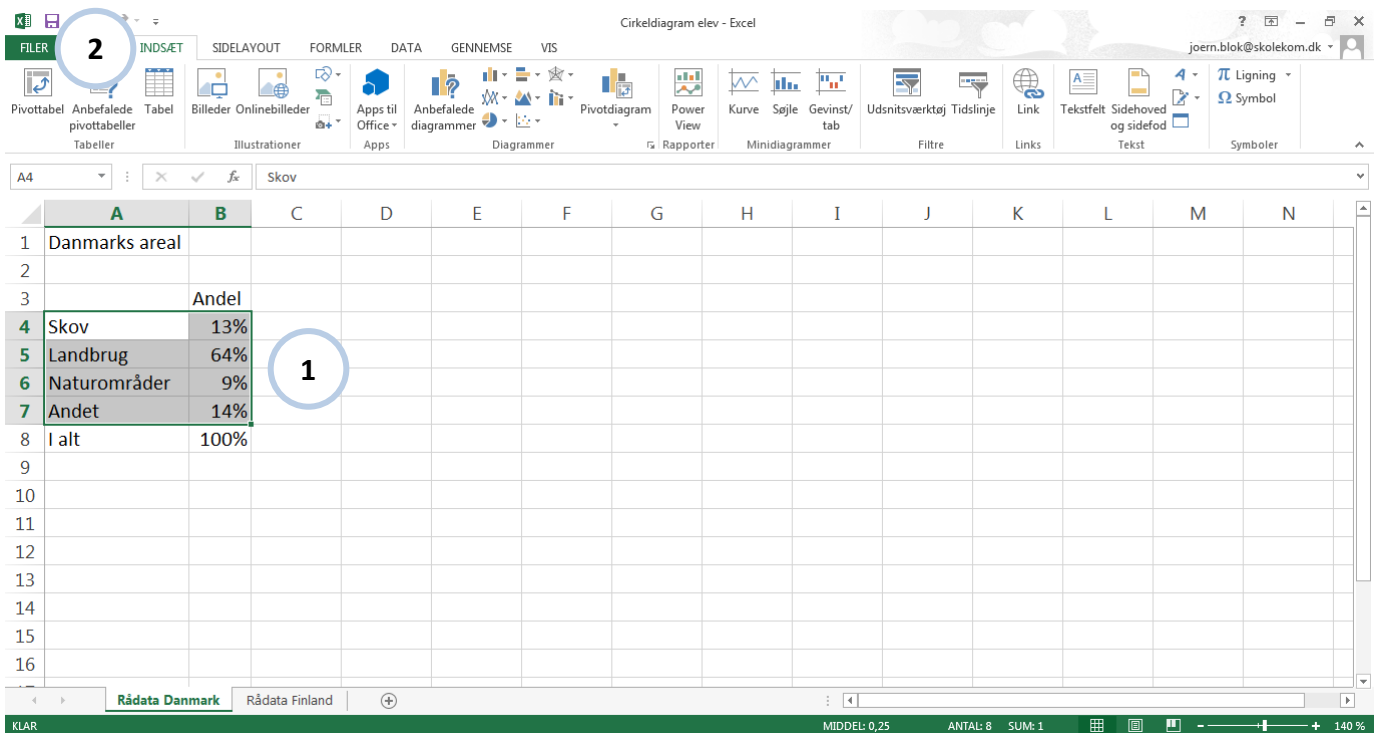 Cirkeldiagram elev - Excel
?
FILER 2 INDSÆT SIDELAYOUT FORMLER DATA GENNEMSE VIS joern.blok@skolekom.dk
Pivottabel Anbefalede pivottabeller Tabel Billeder Onlinebilleder Apps til Office Anbefalede diagrammer Pivotdiagram Power View Kurve Søjle Gevinst/ tab Udsnitsværktøj Tidslinje Link Tekstfelt Sidehoved og sidefod A π Ligning Ω Symbol
Tabeller Illustrationer Apps Diagrammer Rapporter Minidiagrammer Filtre Links Tekst Symboler
A4 fx Skov
A B C D E F G H I J K L M N
1 Danmarks areal
2
3 Andel
4 Skov 13%
5 Landbrug 64%
1
6 Naturområder 9%
7 Andet 14%
8 I alt 100%
9
10
11
12
13
14
15
16
Rådata Danmark Rådata Finland
KLAR MIDDEL: 0,25 ANTAL: 8 SUM: 1 140 %